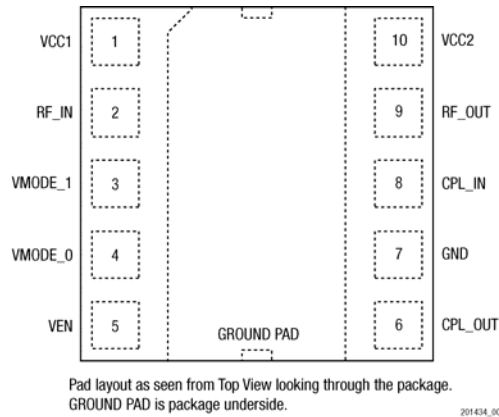 VCC1 1 10 VCC2
RF_IN 2 9 RF_OUT
VMODE_1 3 8 CPL_IN
VMODE_0 4 7 GND
VEN 5 GROUND PAD 6 CPL_OUT
Pad layout as seen from Top View looking through the package.
GROUND PAD is package underside.